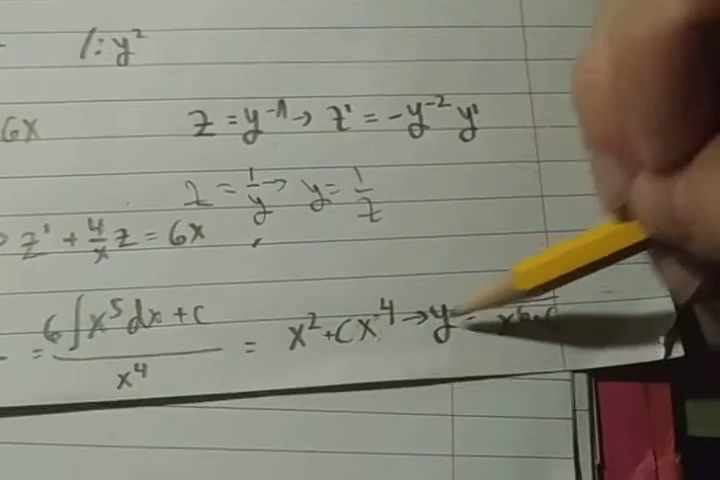 /: y²
6x
z = y⁻¹ → z' = -y⁻² y'
z = 1/y → y = 1/z
z' + 4/x z = 6x
= 6∫x⁵dx + c / x⁴ = x² + Cx⁻⁴ → y =